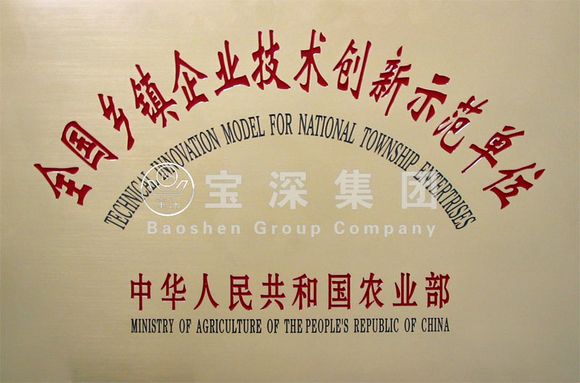 全国乡镇企业技术创新示范单位
TECHNICAL INNOVATION MODEL FOR NATIONAL TOWNSHIP ENTERTRISES
宝深集团
Baoshen Group Company
中华人民共和国农业部
MINISTRY OF AGRICULTURE OF THE PEOPLE'S REPUBLIC OF CHINA